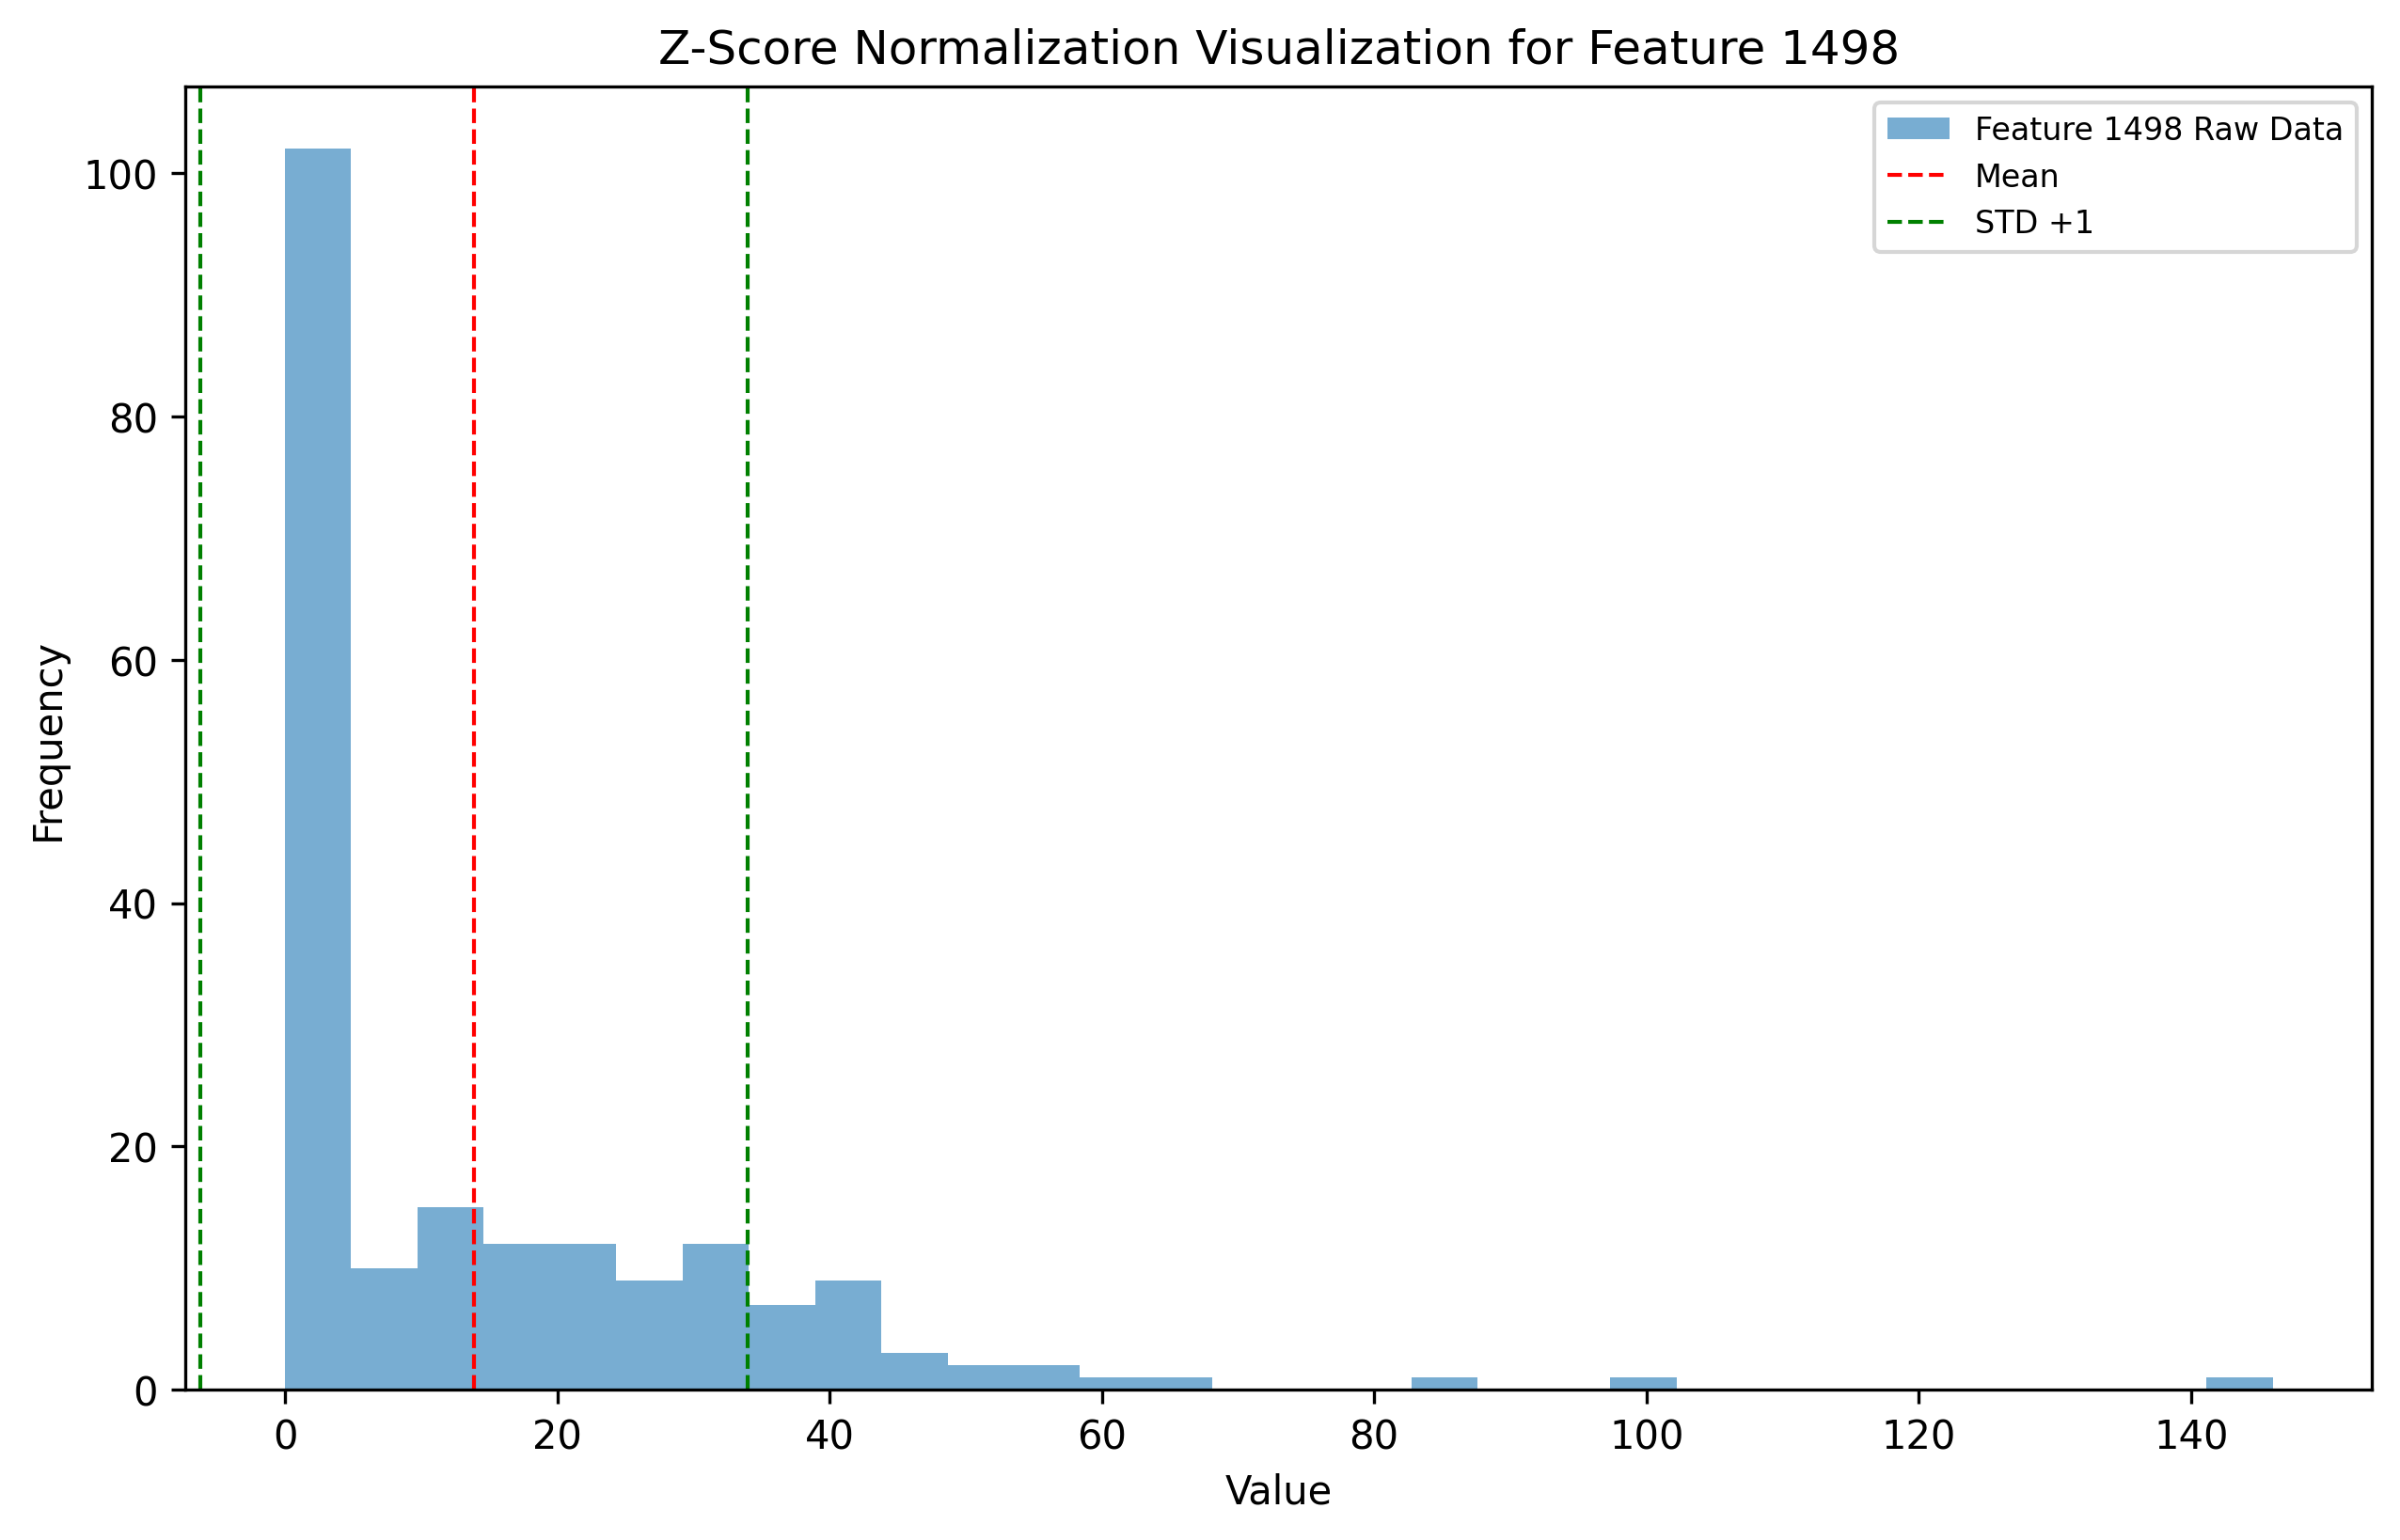 Z-Score Normalization Visualization for Feature 1498
Feature 1498 Raw Data
Mean
STD +1
100
80
60
40
20
0
Frequency
0 20 40 60 80 100 120 140
Value